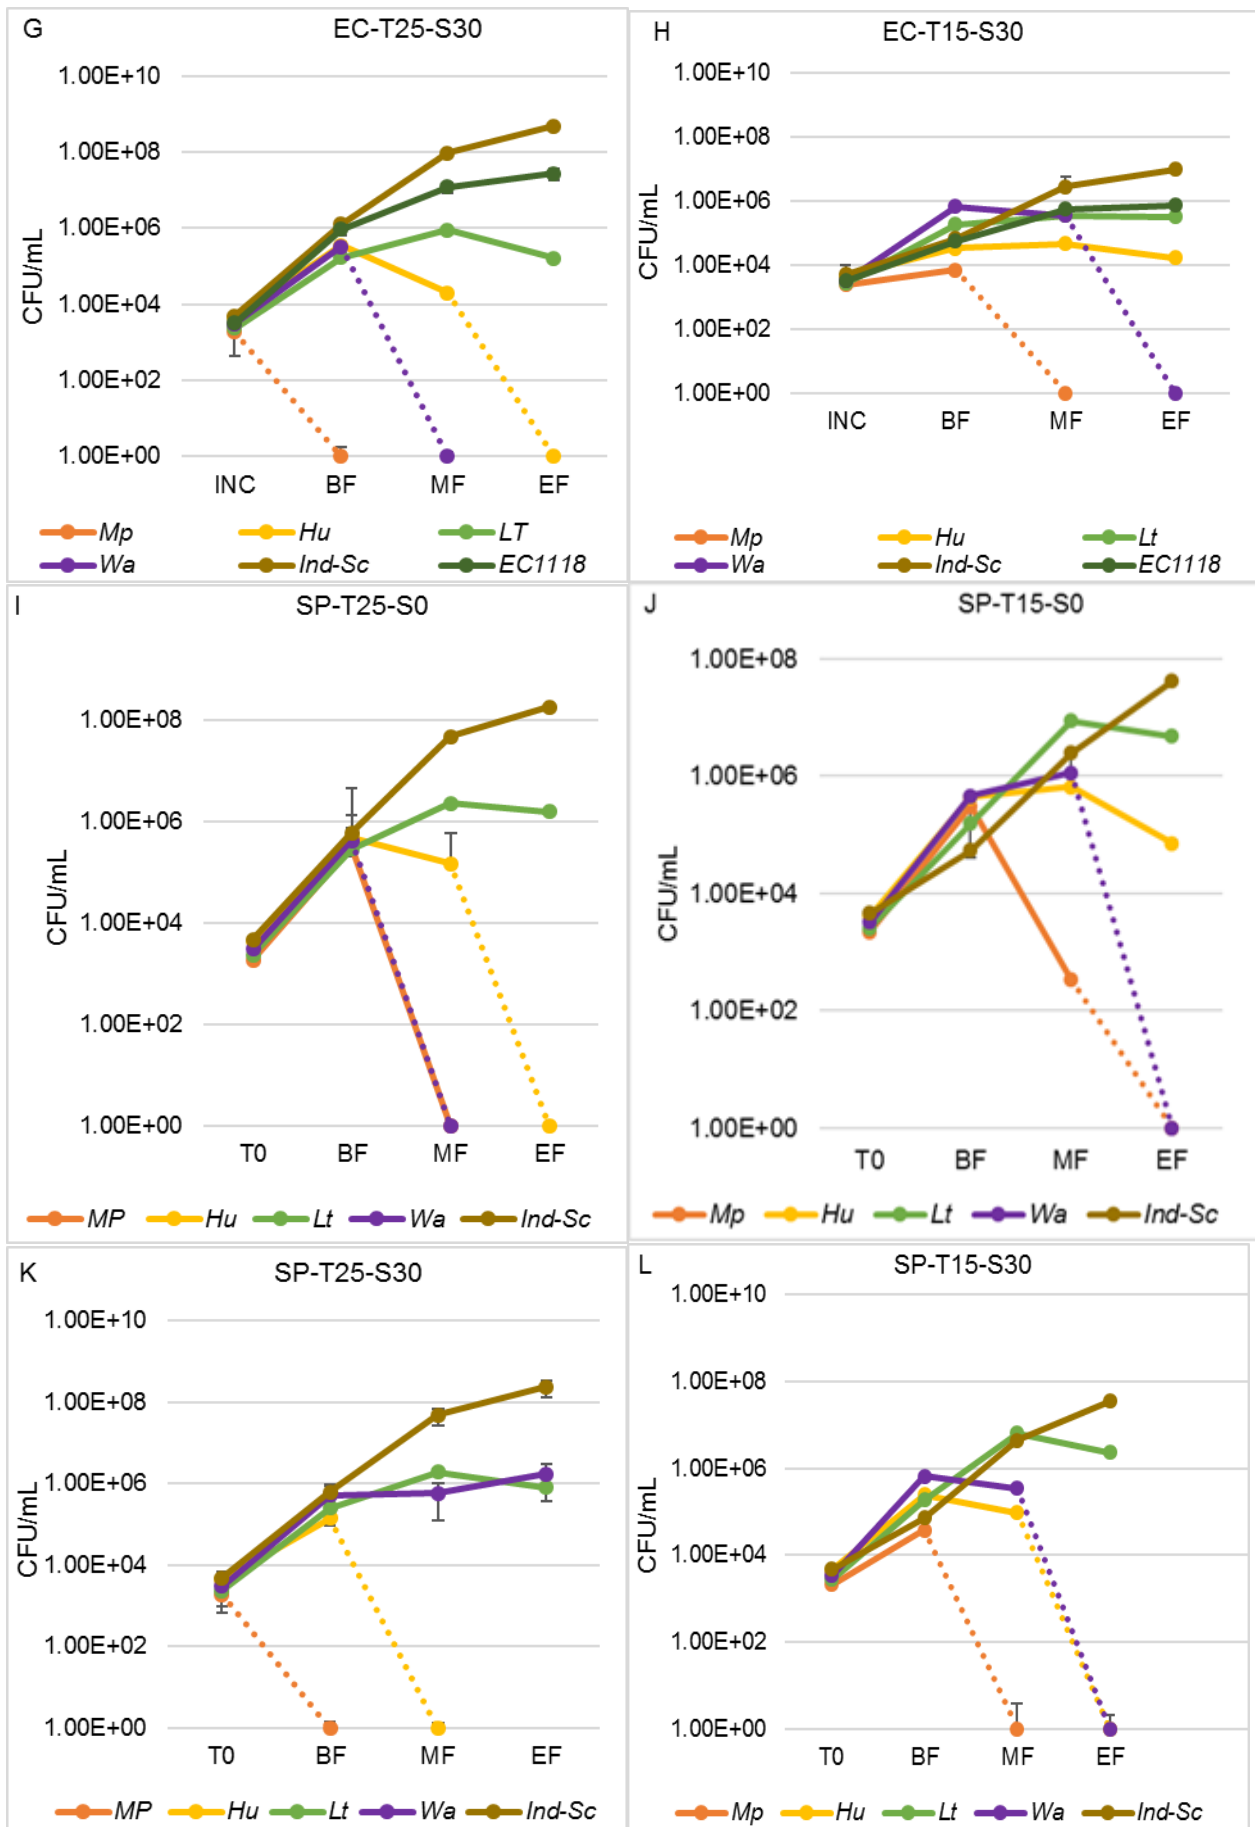 G
EC-T25-S30
1.00E+10
1.00E+08
1.00E+06
1.00E+04
1.00E+02
1.00E+00
CFU/mL
INC BF MF EF
Mp Hu LT
Wa Ind-Sc EC1118
H
EC-T15-S30
1.00E+10
1.00E+08
1.00E+06
1.00E+04
1.00E+02
1.00E+00
CFU/mL
INC BF MF EF
Mp Hu Lt
Wa Ind-Sc EC1118
I
SP-T25-S0
1.00E+08
1.00E+06
1.00E+04
1.00E+02
1.00E+00
CFU/mL
T0 BF MF EF
MP Hu Lt Wa Ind-Sc
J
SP-T15-S0
1.00E+08
1.00E+06
1.00E+04
1.00E+02
1.00E+00
CFU/mL
T0 BF MF EF
Mp Hu Lt Wa Ind-Sc
K
SP-T25-S30
1.00E+10
1.00E+08
1.00E+06
1.00E+04
1.00E+02
1.00E+00
CFU/mL
T0 BF MF EF
MP Hu Lt Wa Ind-Sc
L
SP-T15-S30
1.00E+10
1.00E+08
1.00E+06
1.00E+04
1.00E+02
1.00E+00
CFU/mL
T0 BF MF EF
Mp Hu Lt Wa Ind-Sc